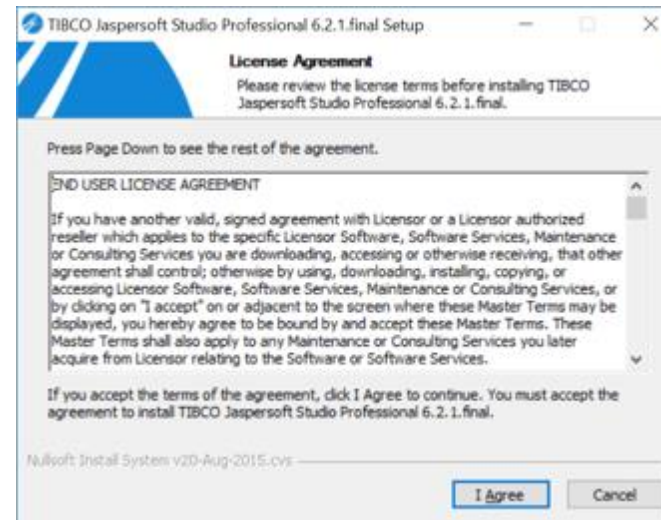 TIBCO Jaspersoft Studio Professional 6.2.1.final Setup
License Agreement
Please review the license terms before installing TIBCO
Jaspersoft Studio Professional 6.2.1.final.
Press Page Down to see the rest of the agreement.
END USER LICENSE AGREEMENT
If you have another valid, signed agreement with Licensor or a Licensor authorized
reseller which applies to the specific Licensor Software, Software Services, Maintenance
or Consulting Services you are downloading, accessing or otherwise receiving, that other
agreement shall control; otherwise by using, downloading, installing, copying, or
accessing Licensor Software, Software Services, Maintenance or Consulting Services, or
by clicking on "I accept" on or adjacent to the screen where these Master Terms may be
displayed, you hereby agree to be bound by and accept these Master Terms. These
Master Terms shall also apply to any Maintenance or Consulting Services you later
acquire from Licensor relating to the Software or Software Services.
If you accept the terms of the agreement, click I Agree to continue. You must accept the
agreement to install TIBCO Jaspersoft Studio Professional 6.2.1.final.
Nullsoft Install System v20-Aug-2015.cvs
I Agree
Cancel